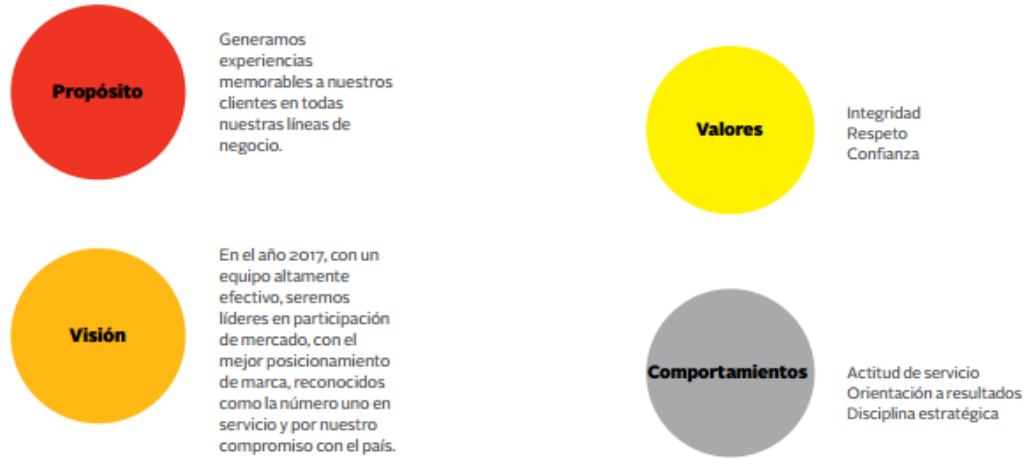 Propósito
Generamos
experiencias
memorables a nuestros
clientes en todas
nuestras líneas de
negocio.
Visión
En el año 2017, con un
equipo altamente
efectivo, seremos
líderes en participación
de mercado, con el
mejor posicionamiento
de marca, reconocidos
como la número uno en
servicio y por nuestro
compromiso con el país.
Valores
Integridad
Respeto
Confianza
Comportamientos
Actitud de servicio
Orientación a resultados
Disciplina estratégica